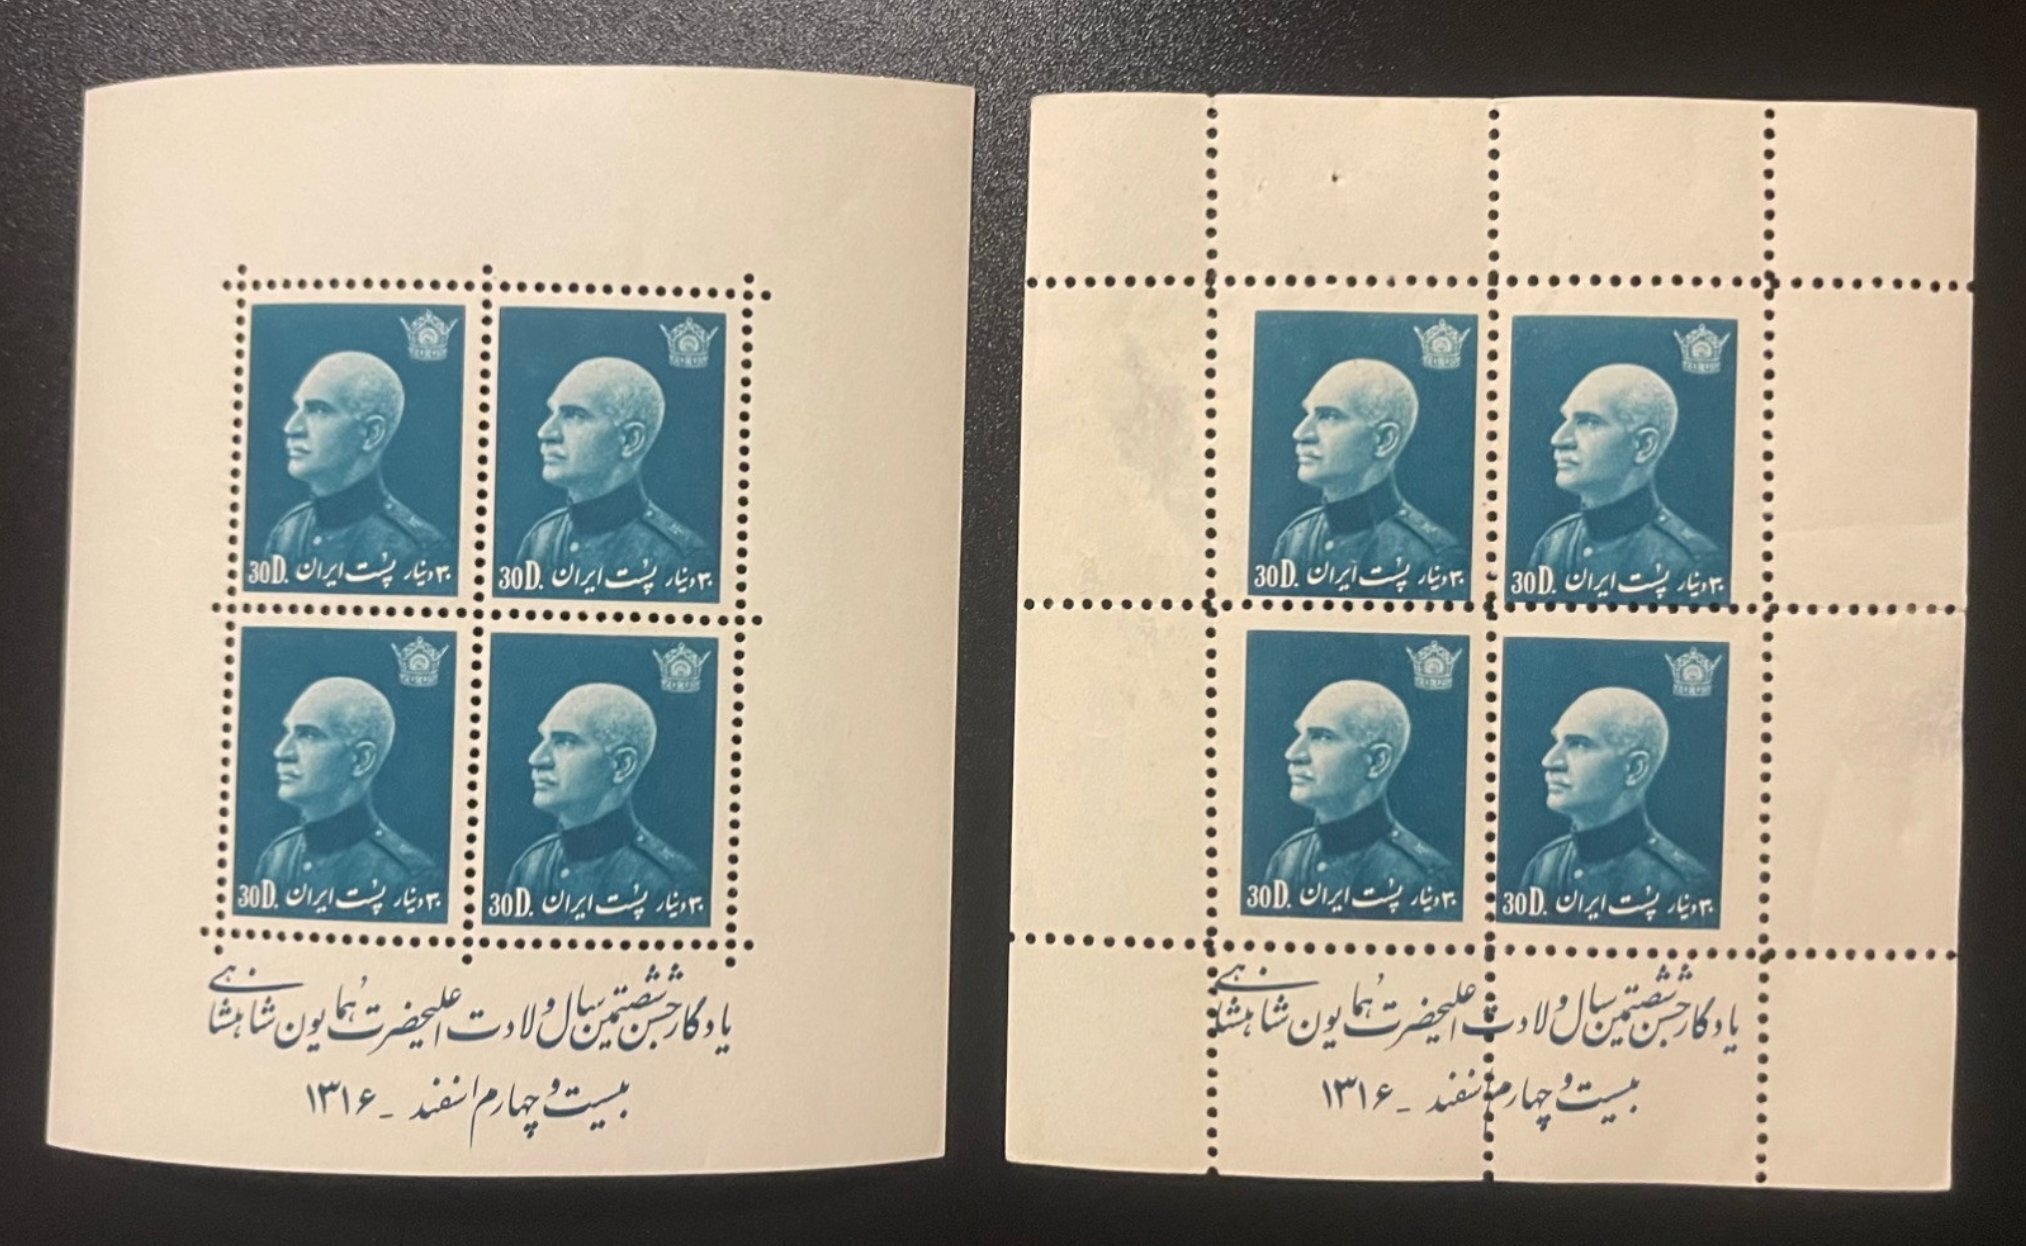 ۳۰ دینار پست ایران 30D.
۳۰ دینار پست ایران 30D.
۳۰ دینار پست ایران 30D.
۳۰ دینار پست ایران 30D.
یادگار جشن شصتمین سال ولادت اعلیحضرت همایون شاهنشاهی
بیست و چهارم اسفند - ۱۳۱۶
۳۰ دینار پست ایران 30D.
۳۰ دینار پست ایران 30D.
۳۰ دینار پست ایران 30D.
۳۰ دینار پست ایران 30D.
یادگار جشن شصتمین سال ولادت اعلیحضرت همایون شاهنشاهی
بیست و چهارم اسفند - ۱۳۱۶